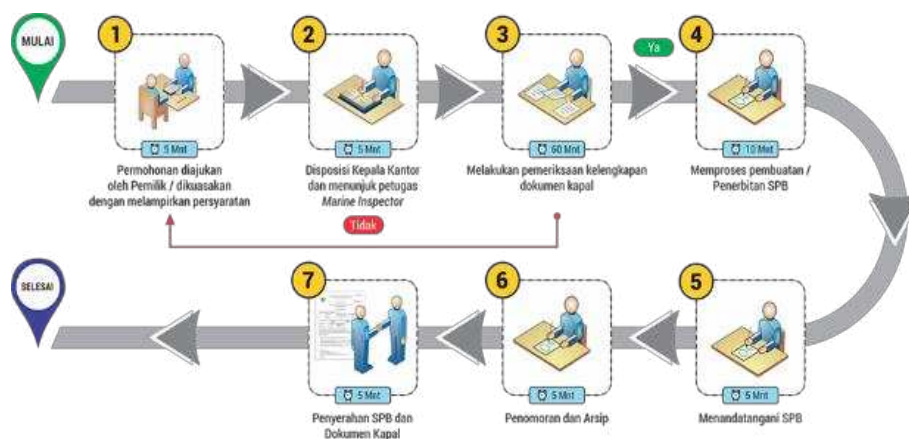 MULAI
1
5 Mnt
Permohonan diajukan
oleh Pemilik / dikuasakan
dengan melampirkan persyaratan
2
5 Mnt
Disposisi Kepala Kantor
dan menunjuk petugas
Marine Inspector
3
60 Mnt
Melakukan pemeriksaan kelengkapan
dokumen kapal
Ya
Tidak
4
10 Mnt
Memproses pembuatan /
Penerbitan SPB
5
5 Mnt
Menandatangani SPB
6
5 Mnt
Penomoran dan Arsip
7
5 Mnt
Penyerahan SPB dan
Dokumen Kapal
SELESAI